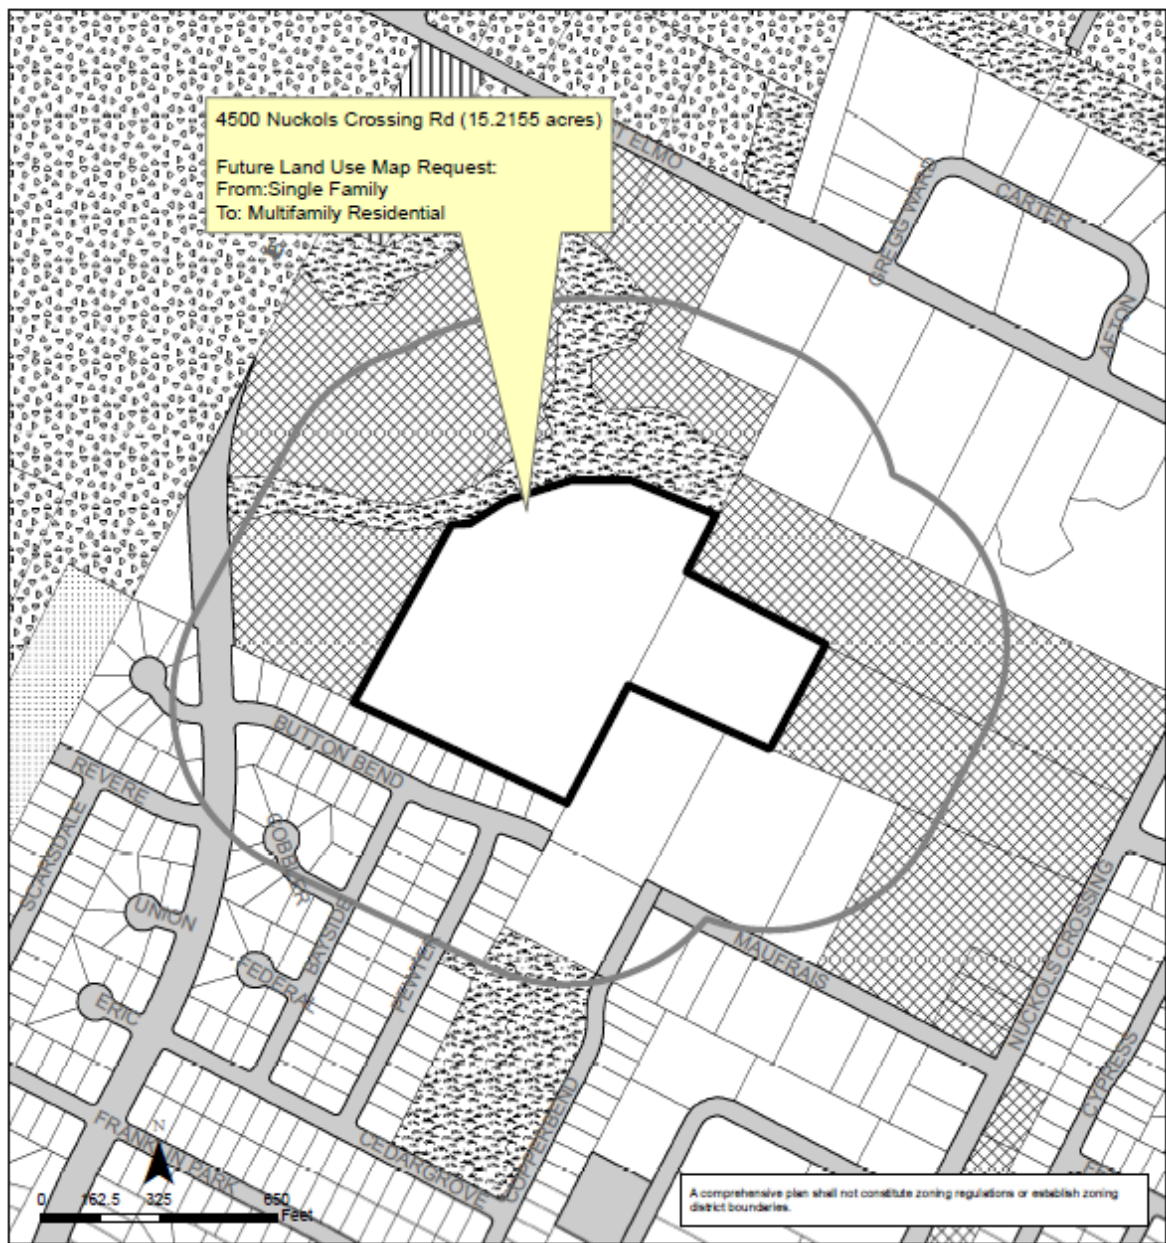 4500 Nuckols Crossing Rd (15.2155 acres)
Future Land Use Map Request:
From:Single Family
To: Multifamily Residential
ELMO
GREGG WARD
CARTER
AFTON
BUTTON BEND
REVERE
SCARSDALE
COBBLER
UNION
BAYSIDE
FEDERAL
PEWTER
ERIC
MAUFRAIS
NUCKOLS CROSSING
CYPRESS
FRANKLIN PARK
CEDARGROVE
COPPERBEND
N
0 162.5 325 650
Feet
A comprehensive plan shall not constitute zoning regulations or establish zoning
district boundaries.